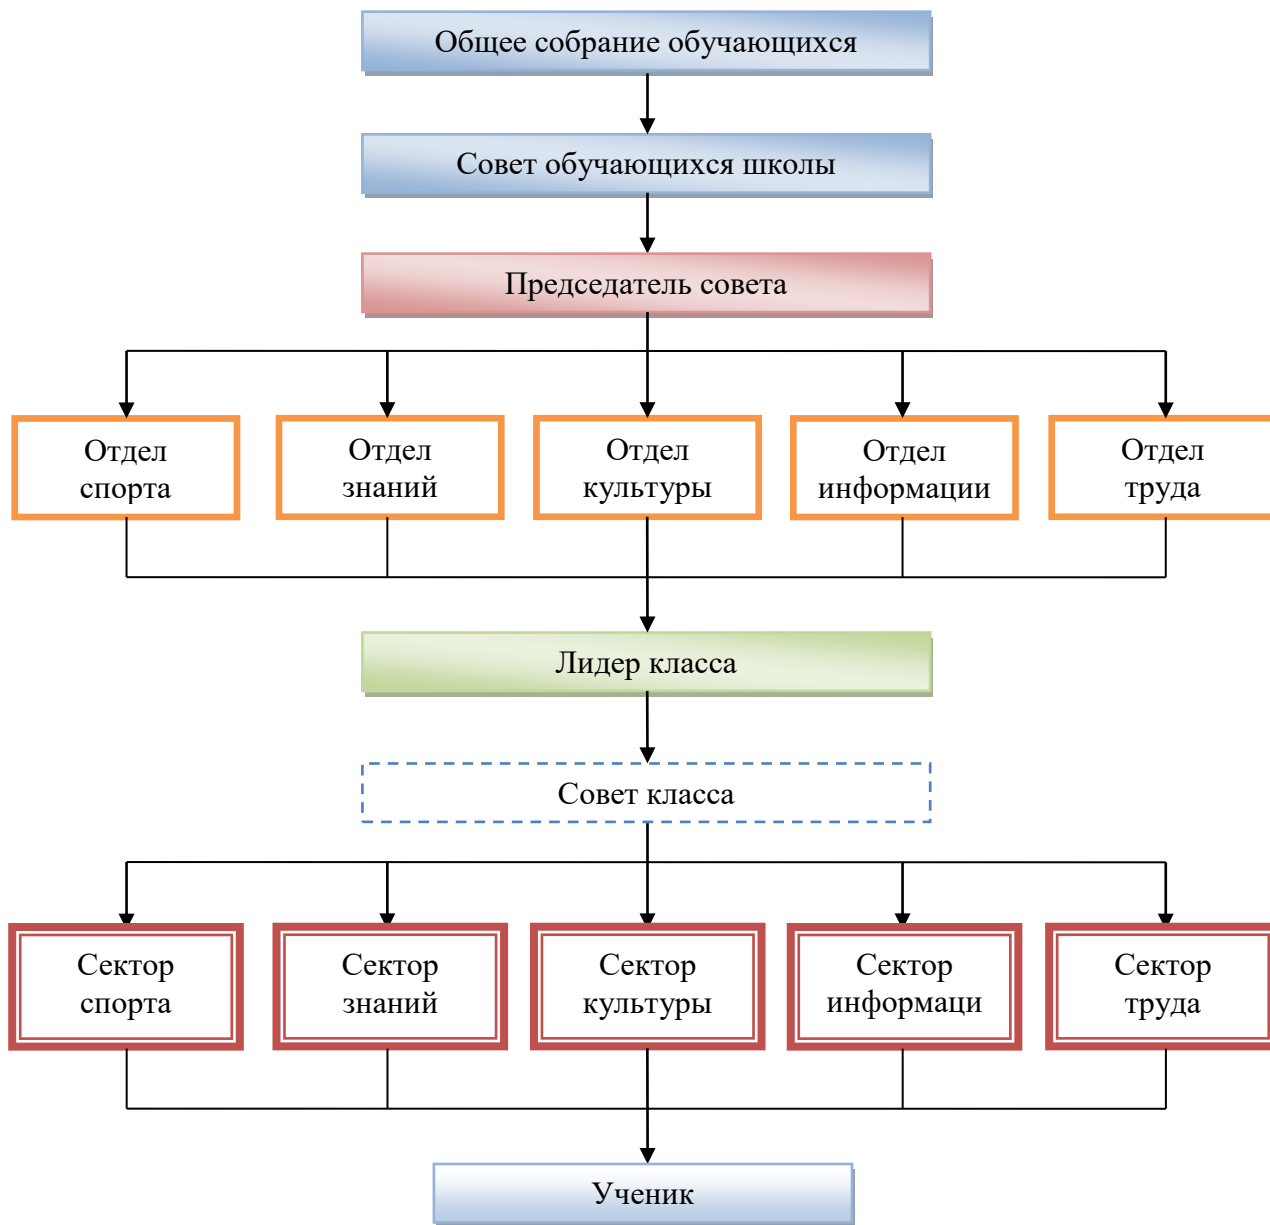 Общее собрание обучающихся
Совет обучающихся школы
Председатель совета
Отдел
спорта
Отдел
знаний
Отдел
культуры
Отдел
информации
Отдел
труда
Лидер класса
Совет класса
Сектор
спорта
Сектор
знаний
Сектор
культуры
Сектор
информаци
Сектор
труда
Ученик